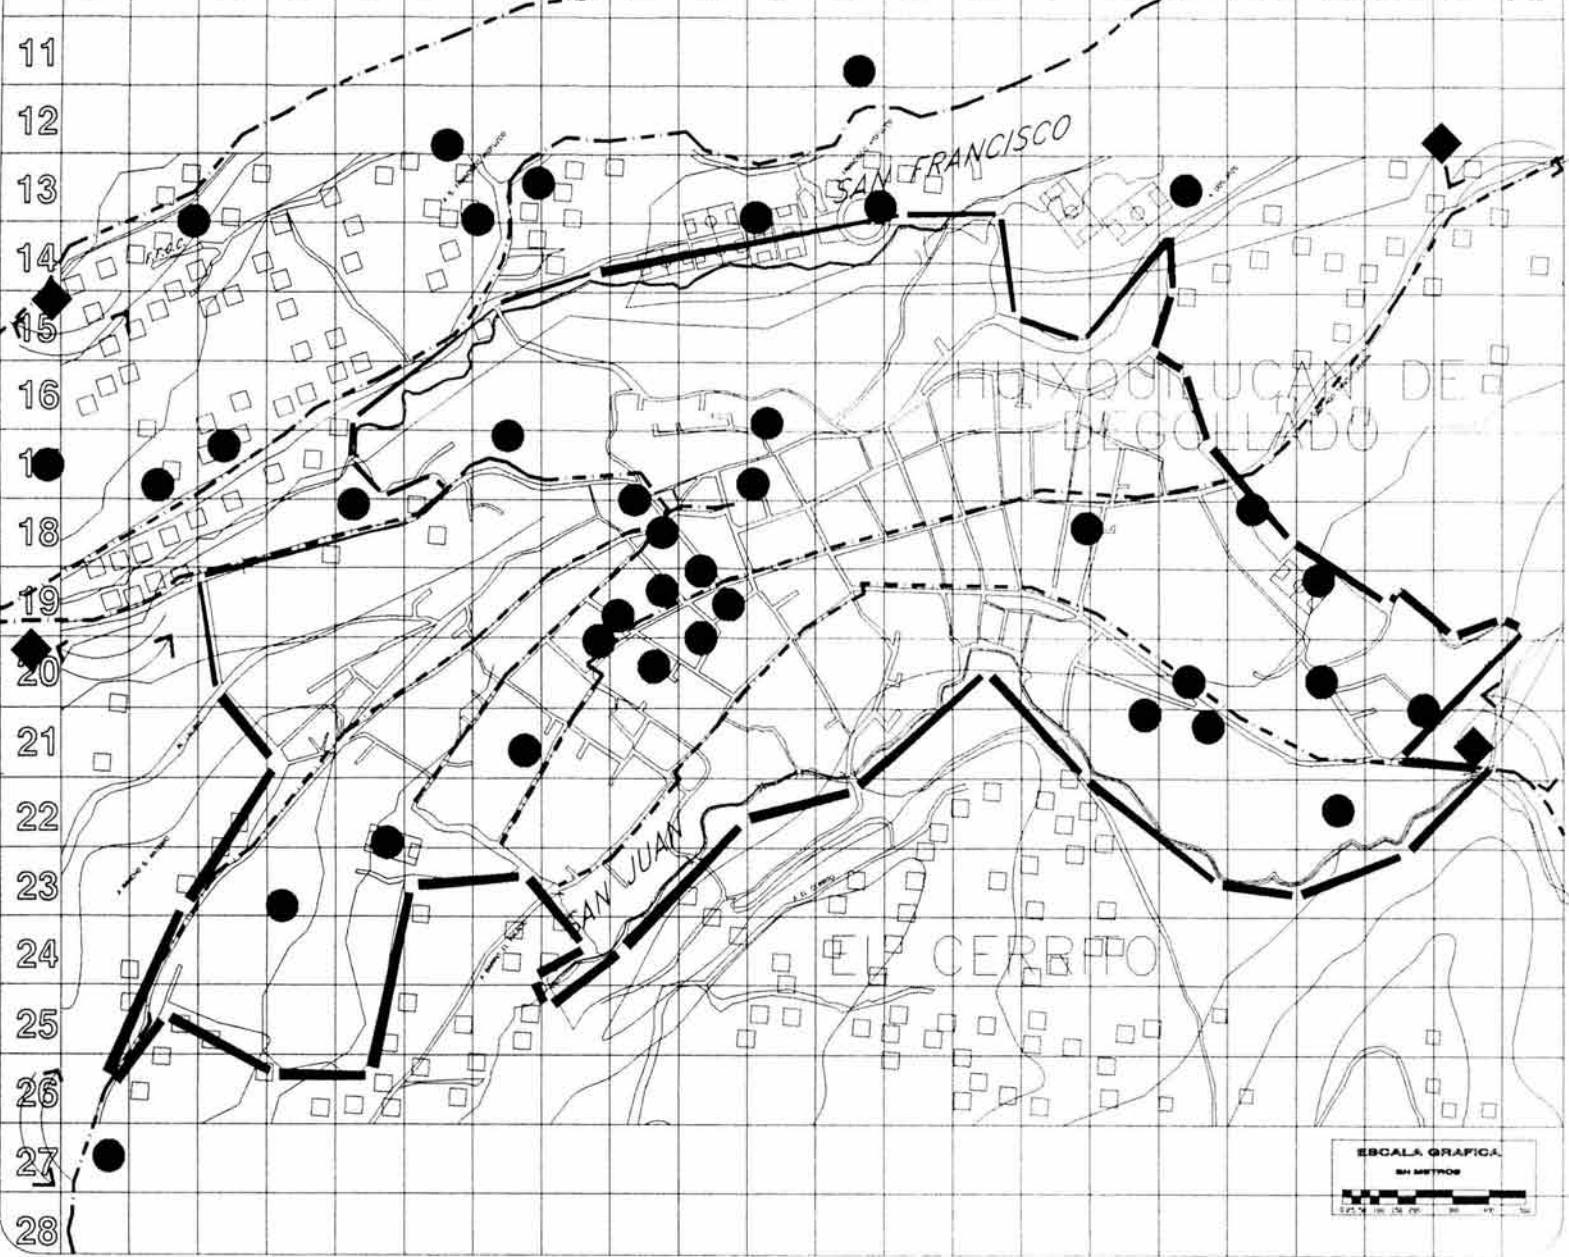 11
12
SAN FRANCISCO
13
14
15
HUIXQUILUCAN DE
16
DEGOLLADO
18
19
20
21
22
SAN JUAN
23
24
EL CERRITO
25
26
27
ESCALA GRAFICA
EN METROS
28